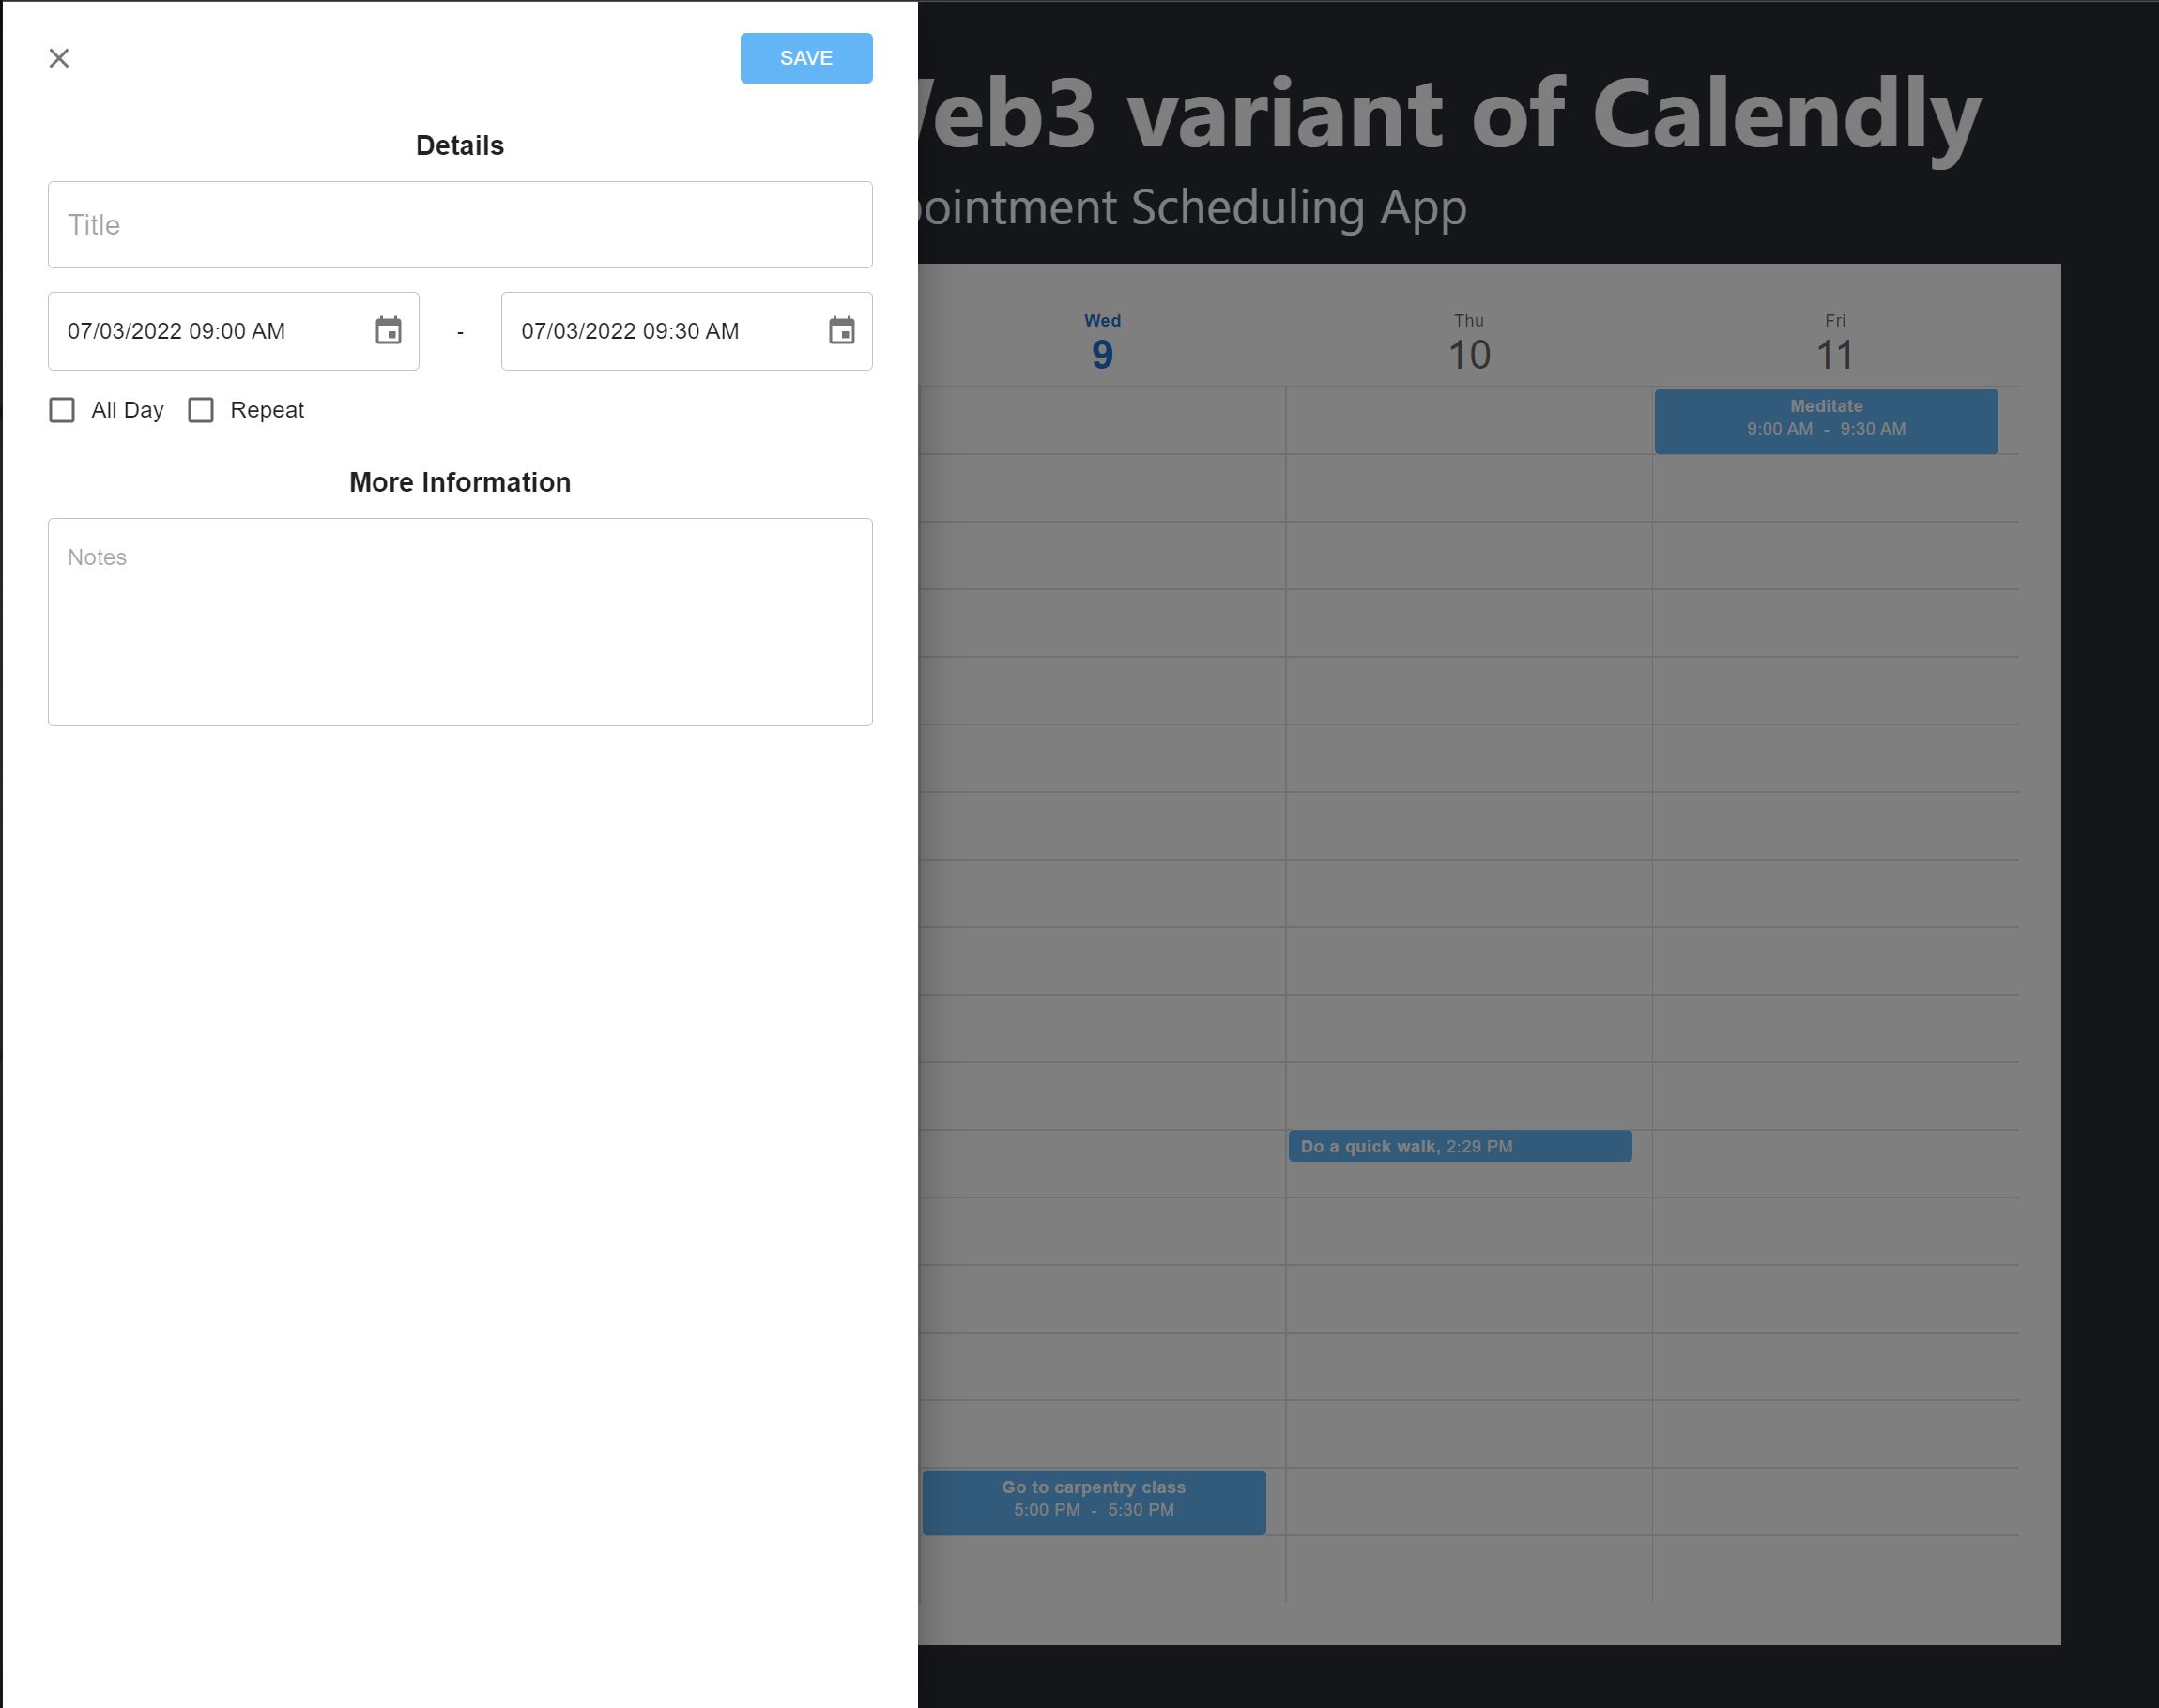 SAVE
Details
Title
07/03/2022 09:00 AM - 07/03/2022 09:30 AM
All Day Repeat
More Information
Notes
eb3 variant of Calendly
ointment Scheduling App
Wed Thu Fri
9 10 11
Meditate
9:00 AM - 9:30 AM
Do a quick walk, 2:29 PM
Go to carpentry class
5:00 PM - 5:30 PM